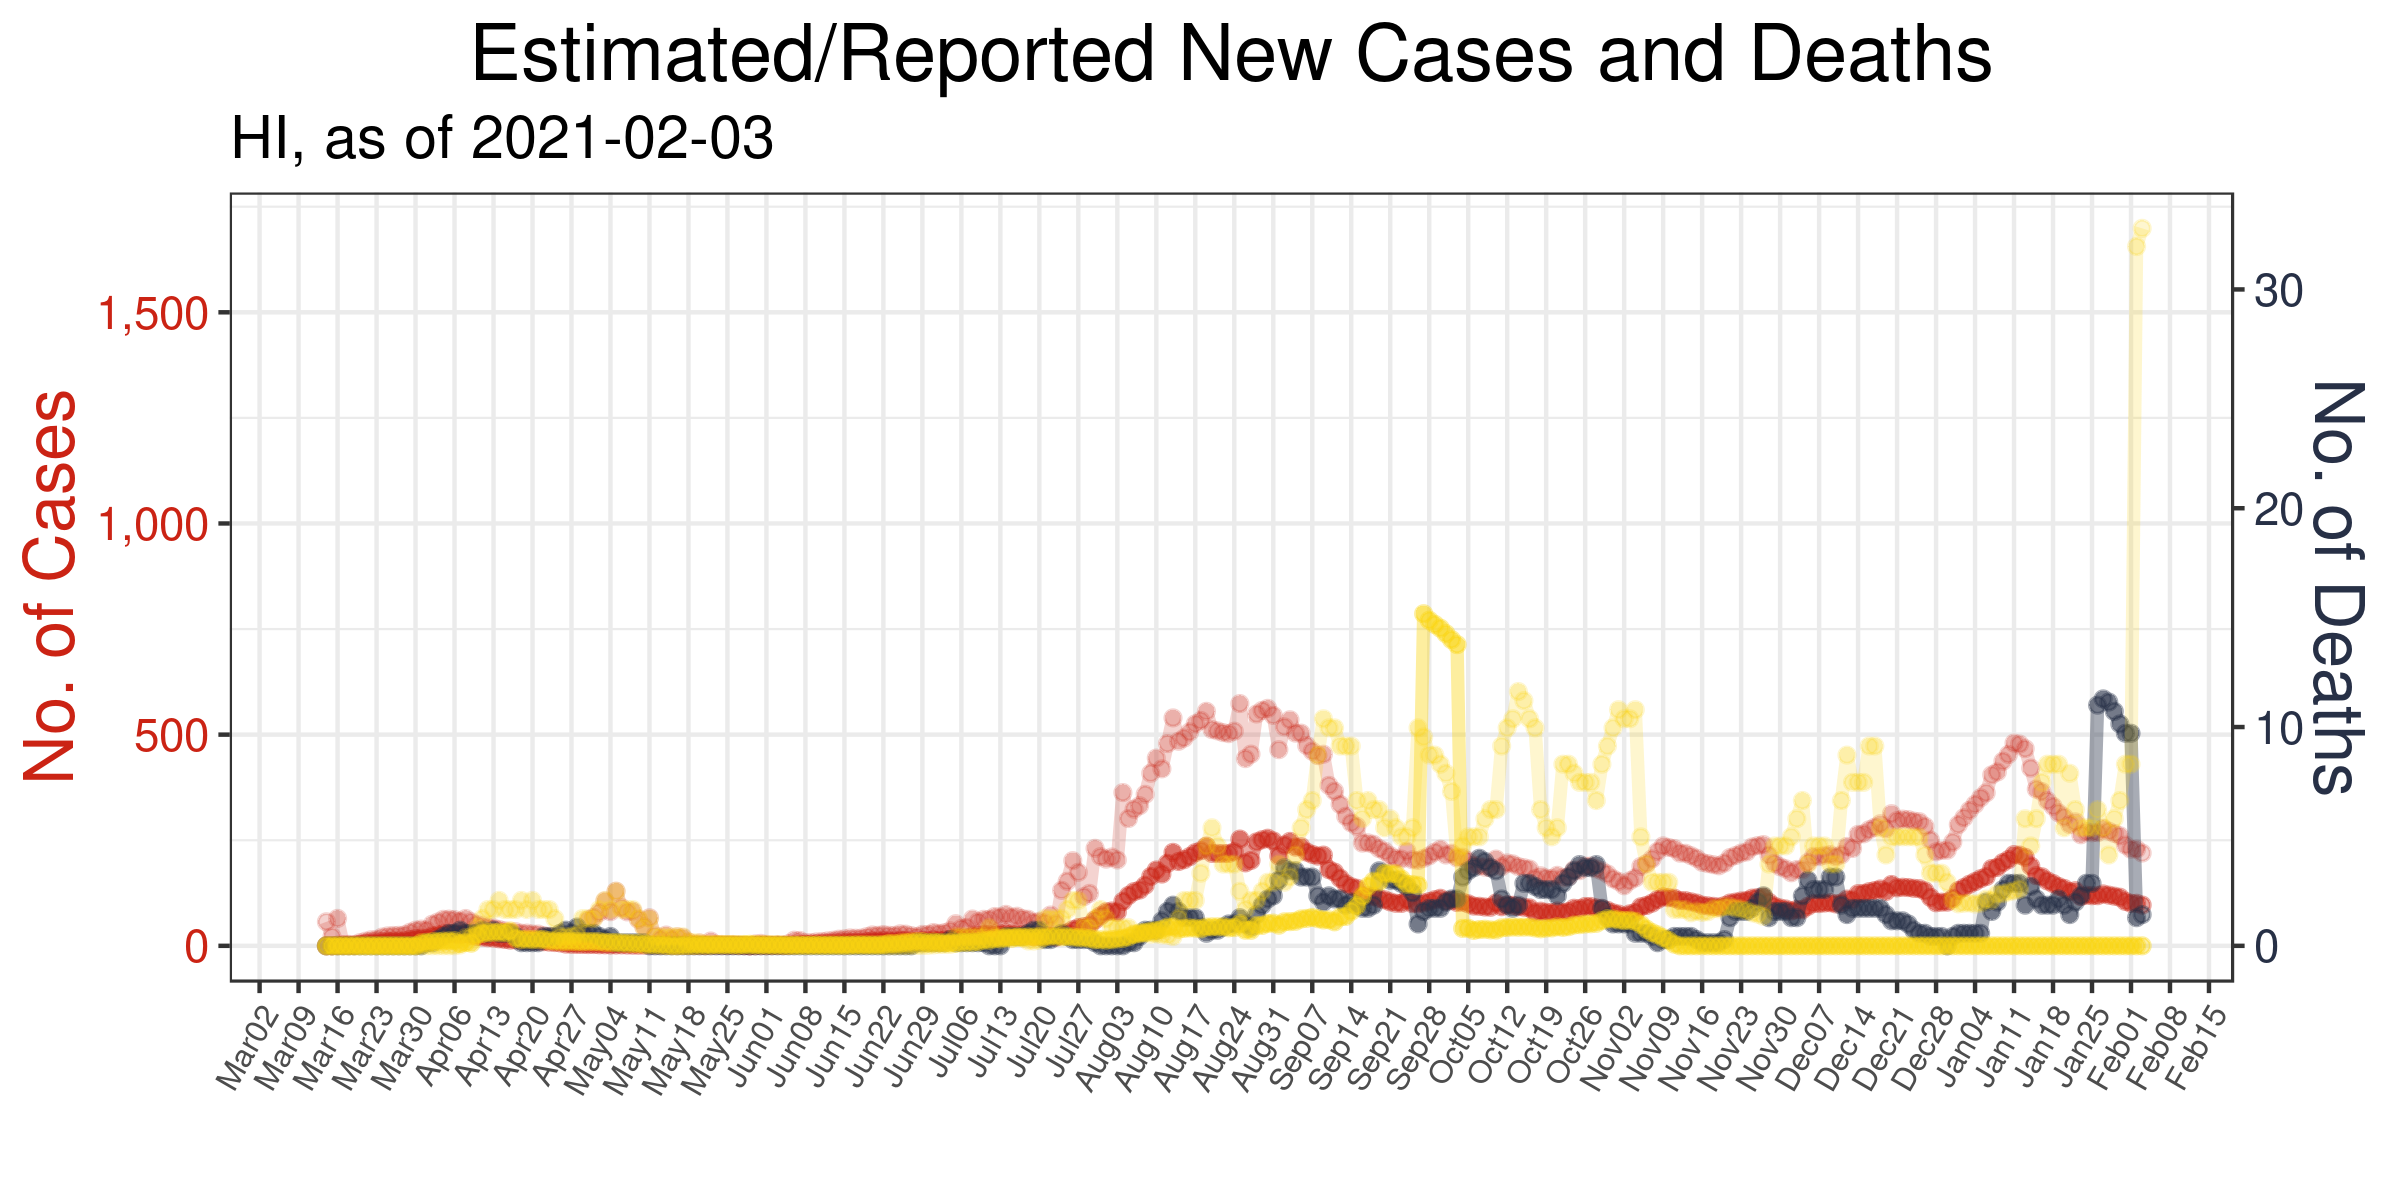 Estimated/Reported New Cases and Deaths
HI, as of 2021-02-03
No. of Cases
1,500
1,000
500
0
30
20
10
0
No. of Deaths
Mar02
Mar09
Mar16
Mar23
Mar30
Apr06
Apr13
Apr20
Apr27
May04
May11
May18
May25
Jun01
Jun08
Jun15
Jun22
Jun29
Jul06
Jul13
Jul20
Jul27
Aug03
Aug10
Aug17
Aug24
Aug31
Sep07
Sep14
Sep21
Sep28
Oct05
Oct12
Oct19
Oct26
Nov02
Nov09
Nov16
Nov23
Nov30
Dec07
Dec14
Dec21
Dec28
Jan04
Jan11
Jan18
Jan25
Feb01
Feb08
Feb15